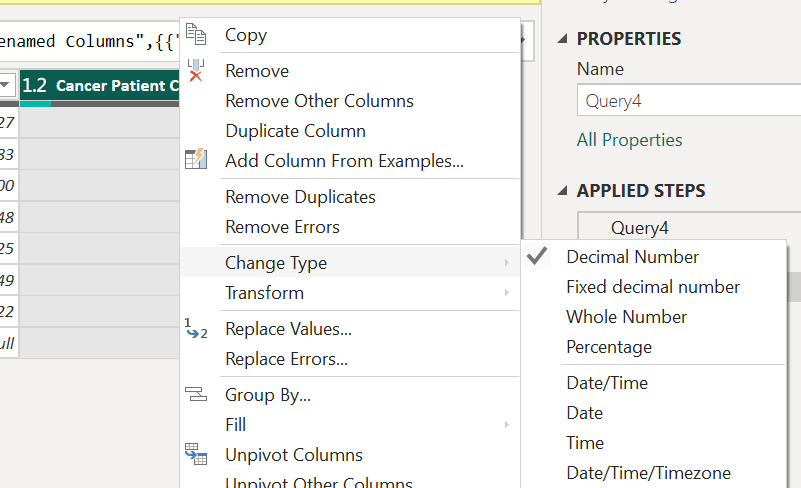 enamed Columns",{{"
1.2 Cancer Patient C
27
83
00
48
25
49
22
ull
Copy
Remove
Remove Other Columns
Duplicate Column
Add Column From Examples...
Remove Duplicates
Remove Errors
Change Type
Transform
Replace Values...
Replace Errors...
Group By...
Fill
Unpivot Columns
Unpivot Other Columns
Decimal Number
Fixed decimal number
Whole Number
Percentage
Date/Time
Date
Time
Date/Time/Timezone
PROPERTIES
Name
Query4
All Properties
APPLIED STEPS
Query4